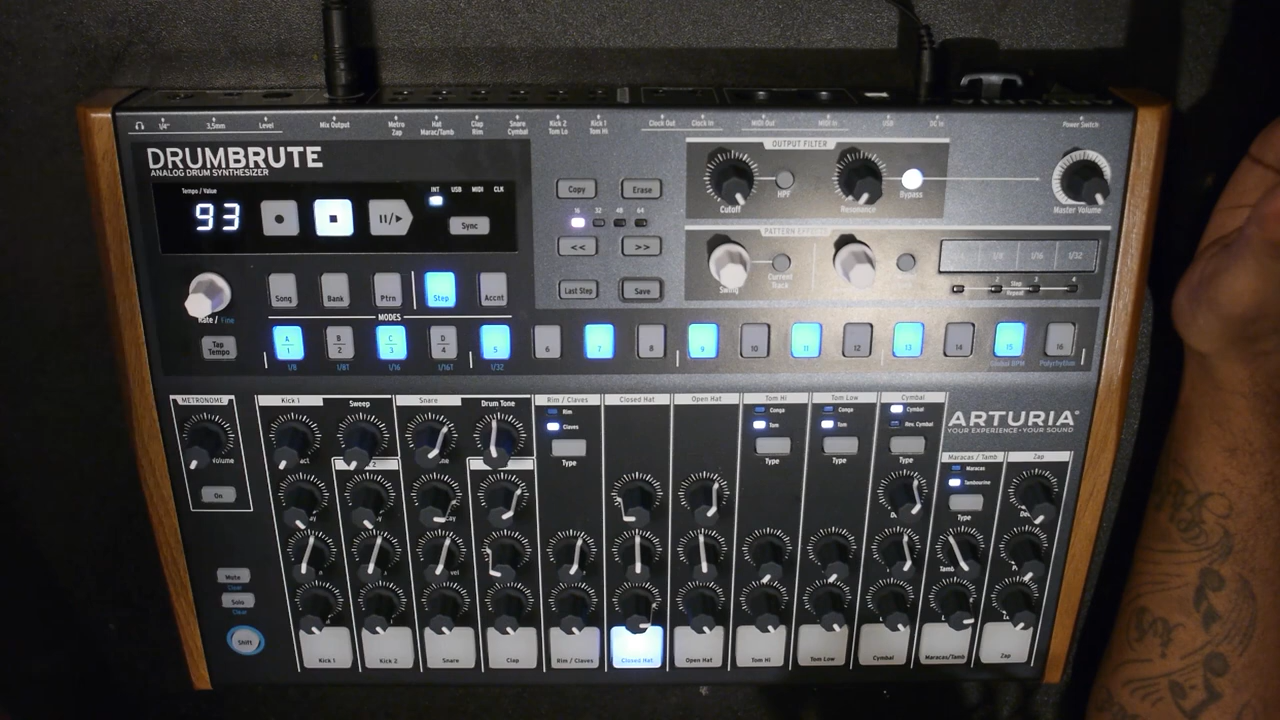 1/4" 3,5mm Level Mix Output Metro Zap Hat Marac/Tamb Clap Rim Snare Cymbal Kick 2 Tom Lo Kick 1 Tom Hi Clock Out Clock In MIDI Out MIDI In USB DC In Power Switch
DRUMBRUTE
ANALOG DRUM SYNTHESIZER
Tempo / Value
INT USB MIDI CLK
93
Sync
Copy Erase
16 32 48 64
<< >>
Last Step Save
OUTPUT FILTER
Cutoff HPF Resonance Bypass Master Volume
PATTERN EFFECTS
Swing Current Track
1/8 1/16 1/32
Step Repeat
1 2 3 4
Rate / Fine
Song Bank Ptrn Step Accnt
MODES
Tap Tempo
A 1 B 2 C 3 D 4 5 6 7 8 9 10 11 12 13 14 15 16
1/8 1/8T 1/16 1/16T 1/32 Global BPM Polyrhythm
METRONOME
Volume
On
Kick 1 Sweep Snare Drum Tone
Rim / Claves
Rim
Claves
Type
Closed Hat
Open Hat
Tom Hi
Conga
Tom
Type
Tom Low
Conga
Tom
Type
Cymbal
Cymbal
Rev. Cymbal
Type
ARTURIA®
YOUR EXPERIENCE • YOUR SOUND
Maracas / Tamb
Maracas
Tambourine
Type
Zap
Tamb
Mute
Clear
Solo
Clear
Shift
Kick 1 Kick 2 Snare Clap Rim / Claves Closed Hat Open Hat Tom Hi Tom Low Cymbal Maracas/Tamb Zap